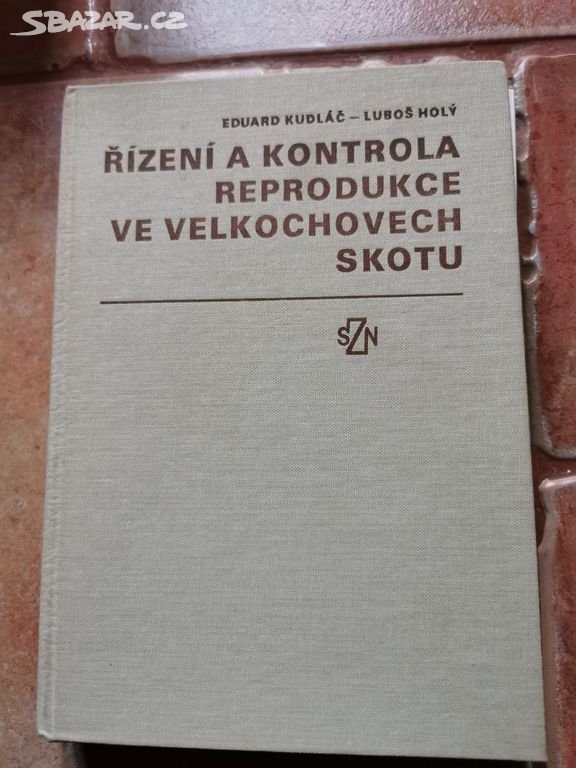 SBAZAR.CZ
EDUARD KUDLÁČ – LUBOŠ HOLÝ
ŘÍZENÍ A KONTROLA
REPRODUKCE
VE VELKOCHOVECH
SKOTU
SZN